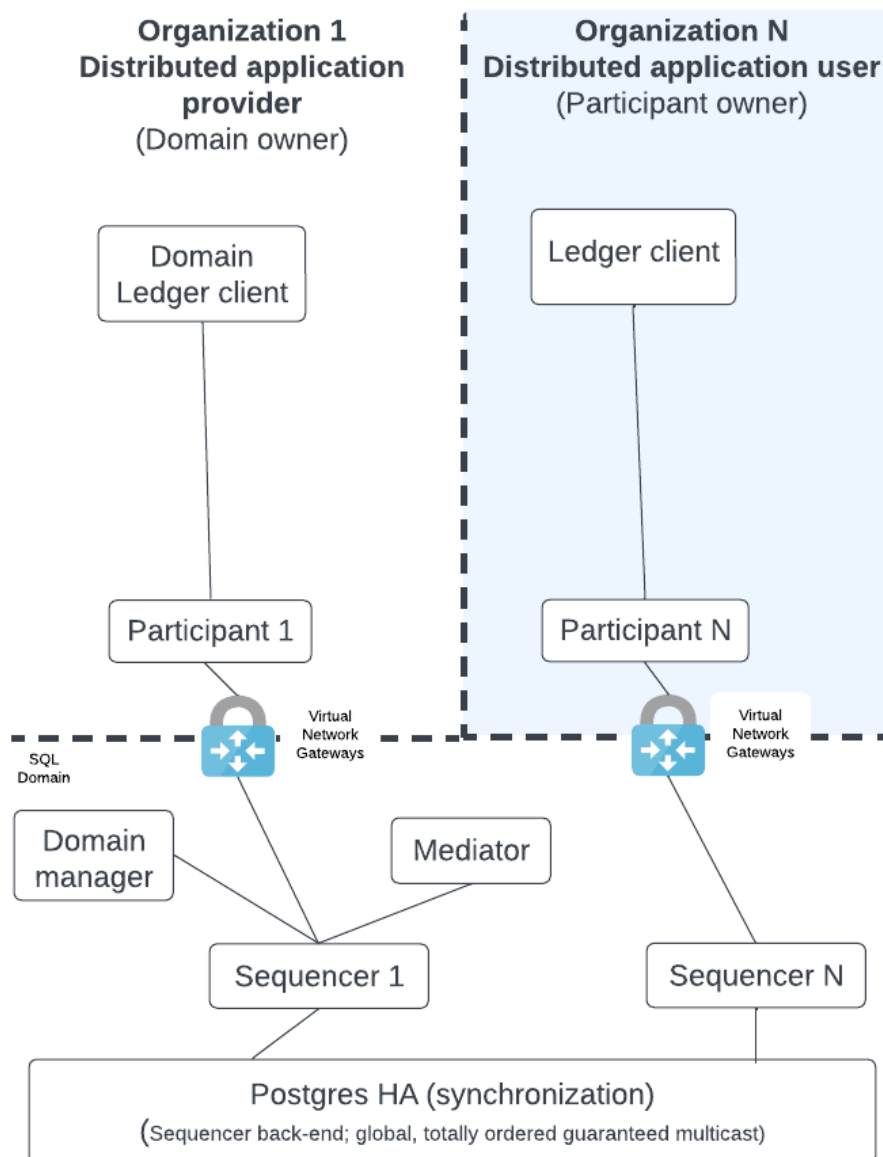 Organization 1
Distributed application
provider
(Domain owner)
Organization N
Distributed application user
(Participant owner)
Domain
Ledger client
Ledger client
Participant 1
Participant N
Virtual
Network
Gateways
Virtual
Network
Gateways
SQL
Domain
Domain
manager
Mediator
Sequencer 1
Sequencer N
Postgres HA (synchronization)
(Sequencer back-end; global, totally ordered guaranteed multicast)